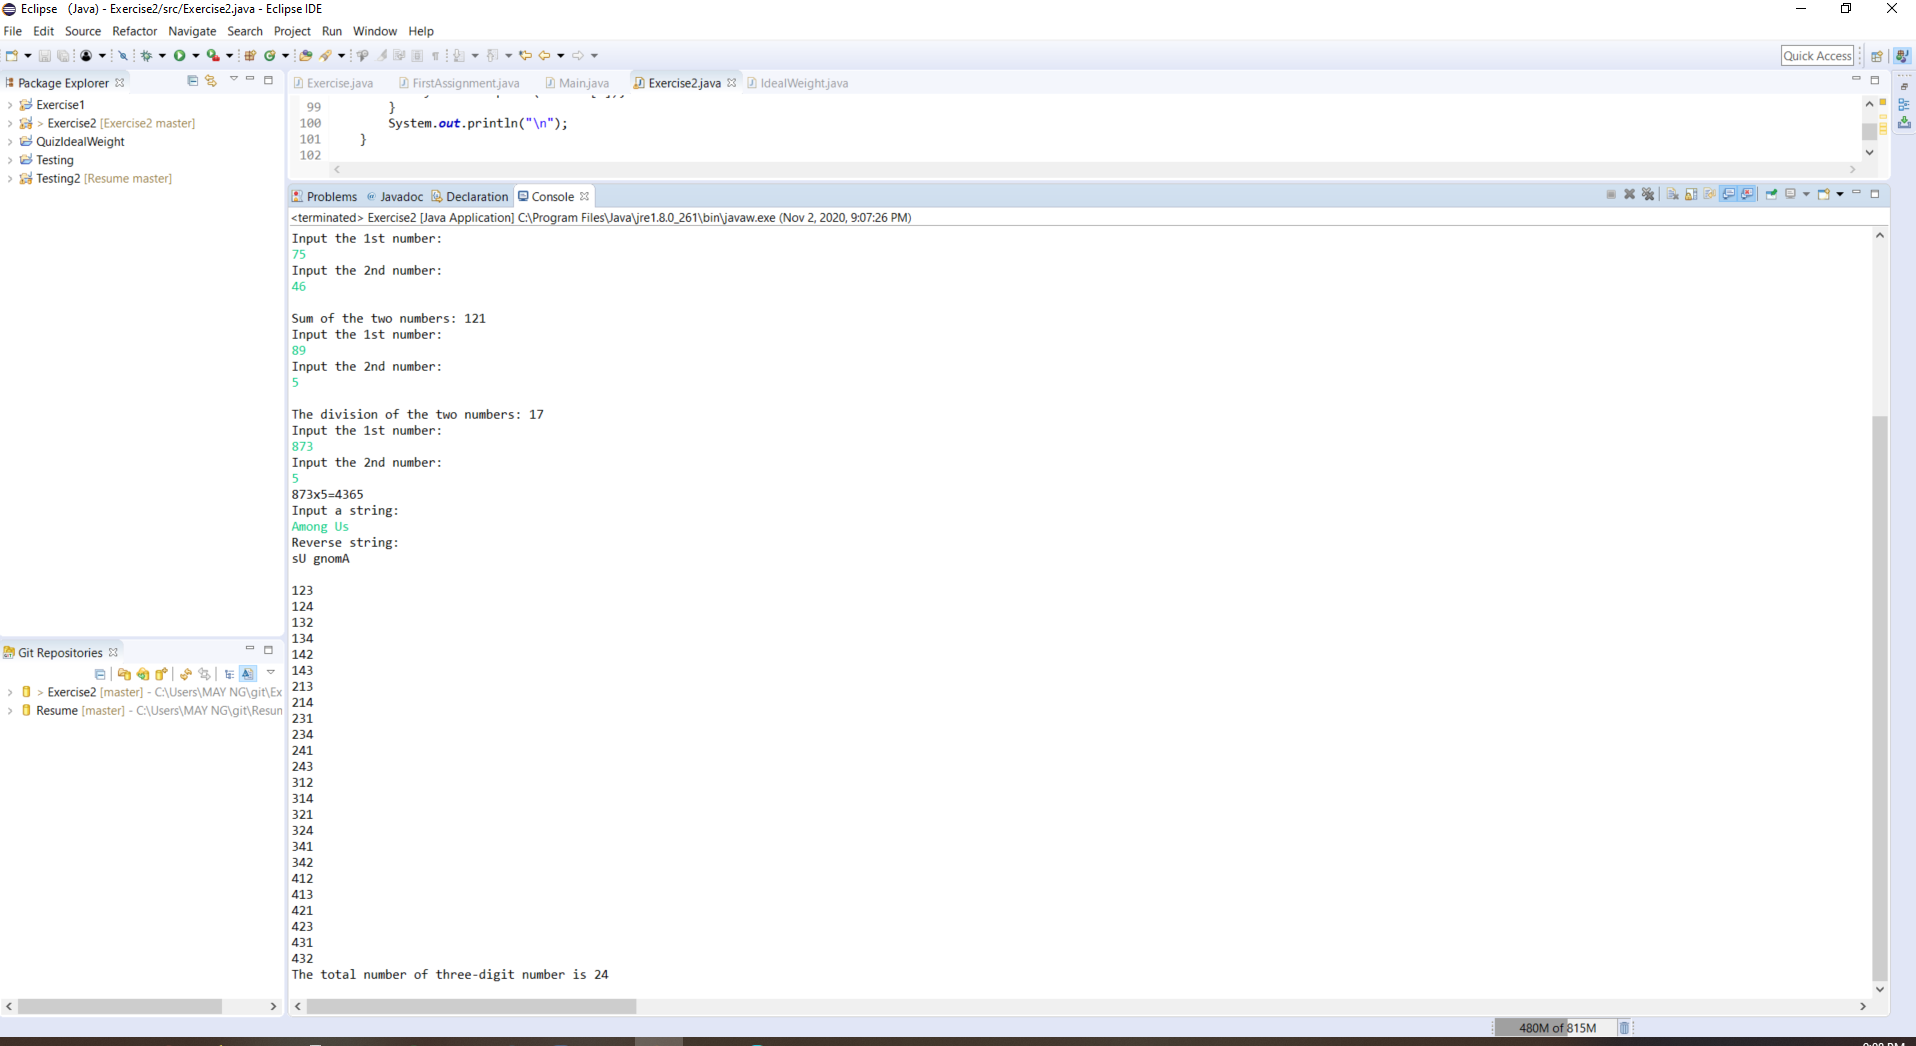 Eclipse (Java) - Exercise2/src/Exercise2.java - Eclipse IDE
File Edit Source Refactor Navigate Search Project Run Window Help
Quick Access
Package Explorer
Exercise1
> Exercise2 [Exercise2 master]
QuizIdealWeight
Testing
Testing2 [Resume master]
Exercise.java FirstAssignment.java Main.java Exercise2.java IdealWeight.java
99 }
100 System.out.println("\n");
101 }
102
Problems Javadoc Declaration Console
<terminated> Exercise2 [Java Application] C:\Program Files\Java\jre1.8.0_261\bin\javaw.exe (Nov 2, 2020, 9:07:26 PM)
Input the 1st number:
75
Input the 2nd number:
46
Sum of the two numbers: 121
Input the 1st number:
89
Input the 2nd number:
5
The division of the two numbers: 17
Input the 1st number:
873
Input the 2nd number:
5
873x5=4365
Input a string:
Among Us
Reverse string:
sU gnomA
123
124
132
134
142
143
213
214
231
234
241
243
312
314
321
324
341
342
412
413
421
423
431
432
The total number of three-digit number is 24
Git Repositories
> Exercise2 [master] - C:\Users\MAY NG\git\Ex
Resume [master] - C:\Users\MAY NG\git\Resun
480M of 815M